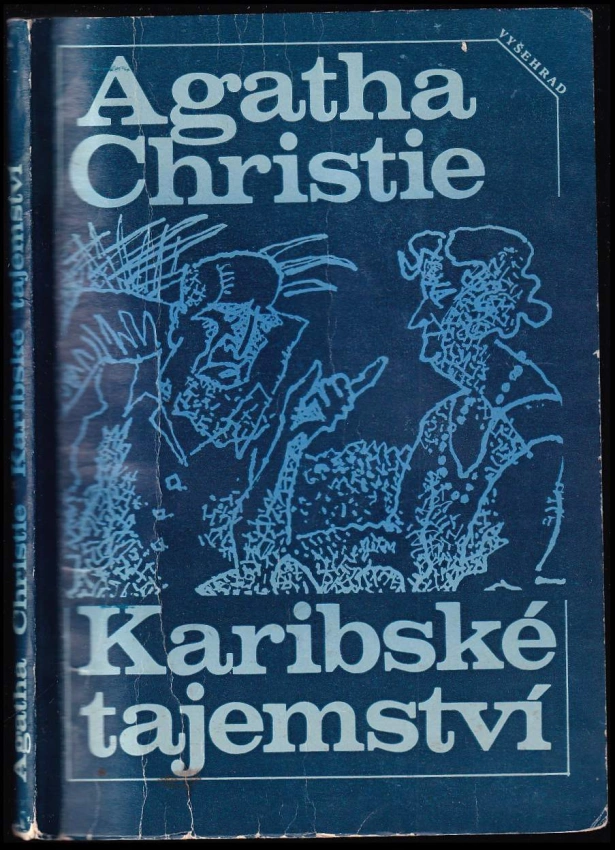 VYŠEHRAD
Agatha
Christie
Karibské
tajemství
Agatha Christie Karibské tajemství